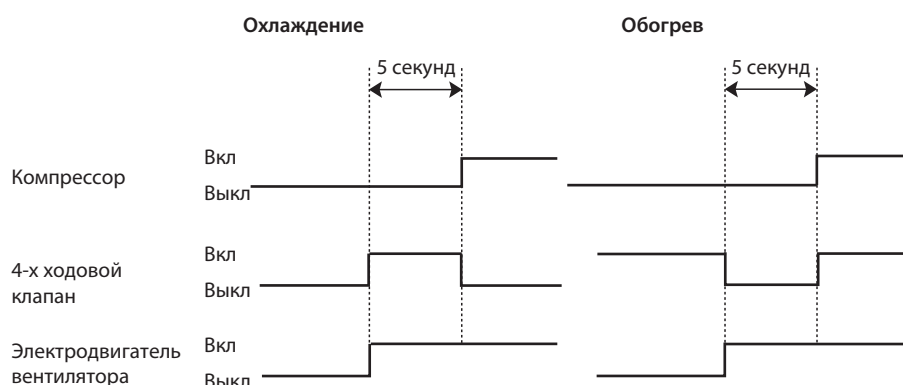 Охлаждение Обогрев
5 секунд 5 секунд
Компрессор
Вкл
Выкл
4-х ходовой
клапан
Вкл
Выкл
Электродвигатель
вентилятора
Вкл
Выкл